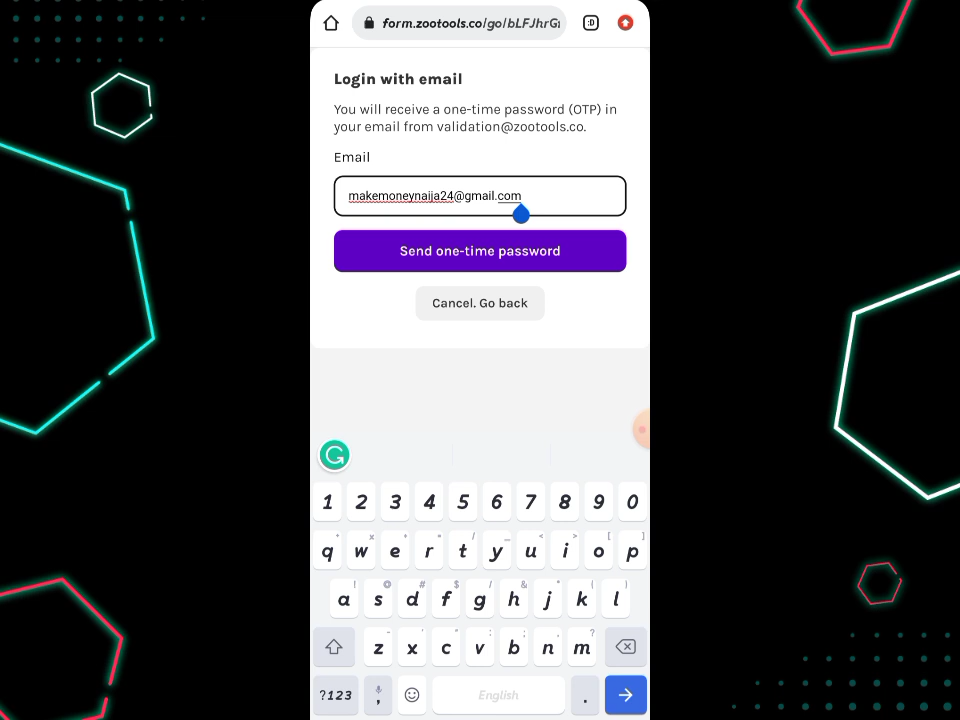 form.zootools.co/go/bLFJhrG
:D
Login with email
You will receive a one-time password (OTP) in
your email from validation@zootools.co.
Email
makemoneynaija24@gmail.com
Send one-time password
Cancel. Go back
1 2 3 4 5 6 7 8 9 0
q w e r t y u i o p
a s d f g h j k l
z x c v b n m
?123 , English .